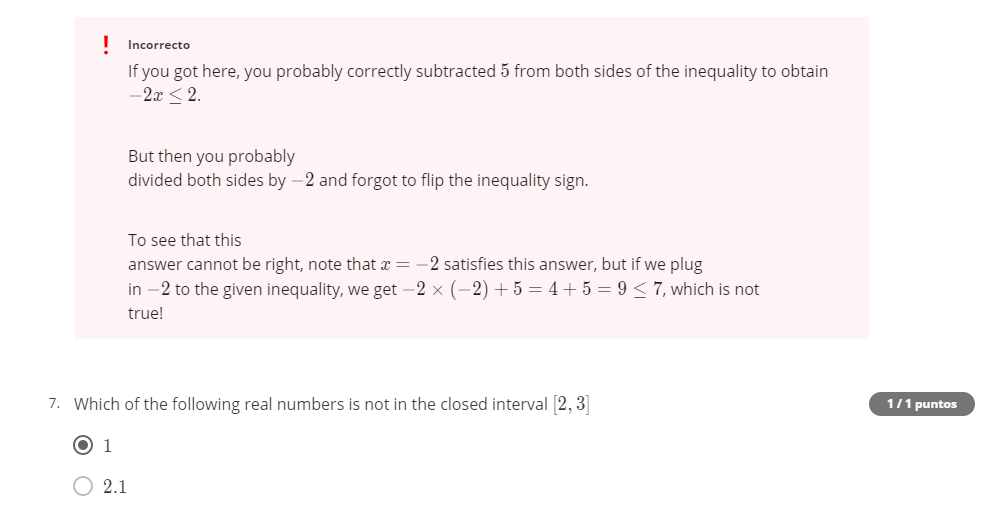 ! Incorrecto
If you got here, you probably correctly subtracted 5 from both sides of the inequality to obtain
−2x ≤ 2.
But then you probably
divided both sides by −2 and forgot to flip the inequality sign.
To see that this
answer cannot be right, note that x = −2 satisfies this answer, but if we plug
in −2 to the given inequality, we get −2 × (−2) + 5 = 4 + 5 = 9 ≤ 7, which is not
true!
7. Which of the following real numbers is not in the closed interval [2, 3]
1 / 1 puntos
1
2.1